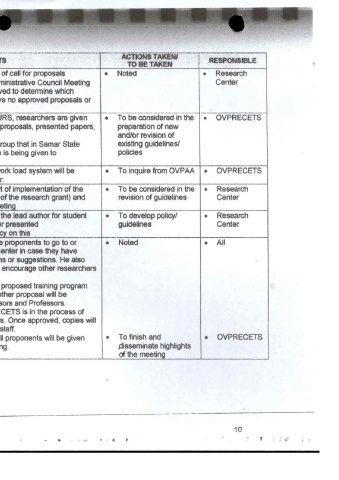 TS
ACTIONS TAKEN/
TO BE TAKEN
RESPONSIBLE
of call for proposals
ministrative Council Meeting
ved to determine which
ve no approved proposals or
• Noted
• Research
Center
URS, researchers are given
proposals, presented papers,
group that in Samar State
is being given to
• To be considered in the
preparation of new
and/or revision of
existing guidelines/
policies
• OVPRECETS
ork load system will be
r.
• To inquire from OVPAA
• OVPRECETS
t of implementation of the
of the research grant) and
eeting
• To be considered in the
revision of guidelines
• Research
Center
the lead author for student
r presented
cy on this
• To develop policy/
guidelines
• Research
Center
e proponents to go to or
enter in case they have
ns or suggestions. He also
encourage other researchers
• Noted
• All
proposed training program
other proposal will be
sors and Professors.
CETS is in the process of
s. Once approved, copies will
staff.
ll proponents will be given
ng.
• To finish and
disseminate highlights
of the meeting
• OVPRECETS
10